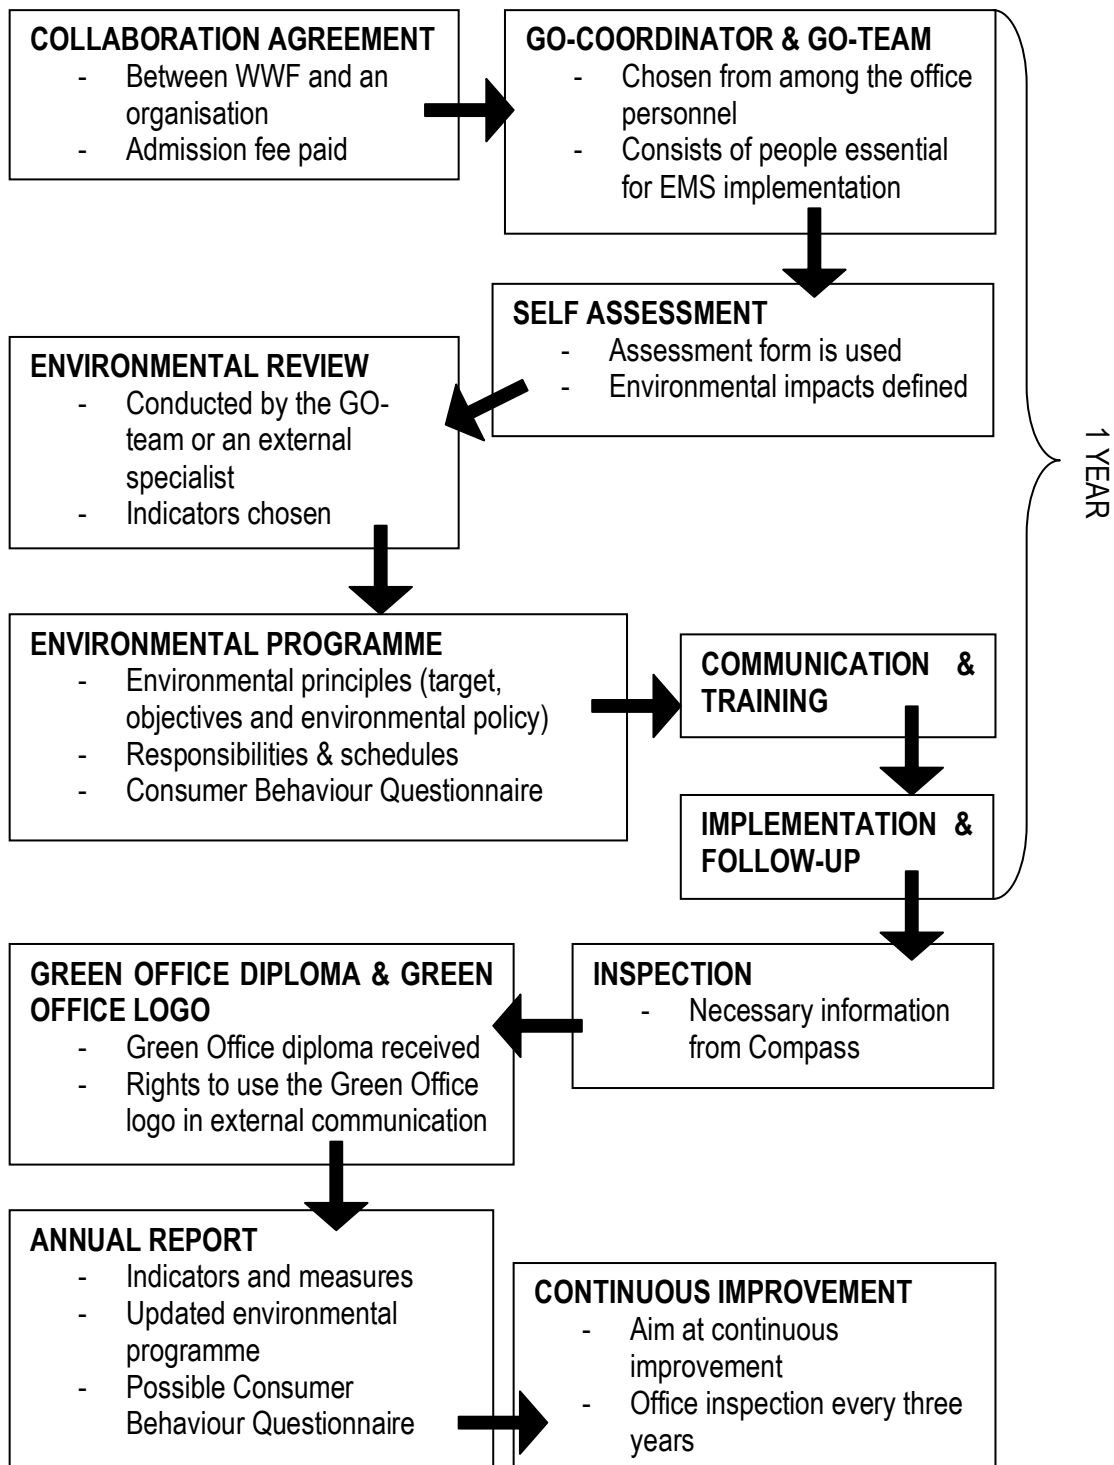 COLLABORATION AGREEMENT
- Between WWF and an
organisation
- Admission fee paid
GO-COORDINATOR & GO-TEAM
- Chosen from among the office
personnel
- Consists of people essential
for EMS implementation
SELF ASSESSMENT
- Assessment form is used
- Environmental impacts defined
ENVIRONMENTAL REVIEW
- Conducted by the GO-
team or an external
specialist
- Indicators chosen
1 YEAR
ENVIRONMENTAL PROGRAMME
- Environmental principles (target,
objectives and environmental policy)
- Responsibilities & schedules
- Consumer Behaviour Questionnaire
COMMUNICATION &
TRAINING
IMPLEMENTATION &
FOLLOW-UP
INSPECTION
- Necessary information
from Compass
GREEN OFFICE DIPLOMA & GREEN
OFFICE LOGO
- Green Office diploma received
- Rights to use the Green Office
logo in external communication
ANNUAL REPORT
- Indicators and measures
- Updated environmental
programme
- Possible Consumer
Behaviour Questionnaire
CONTINUOUS IMPROVEMENT
- Aim at continuous
improvement
- Office inspection every three
years